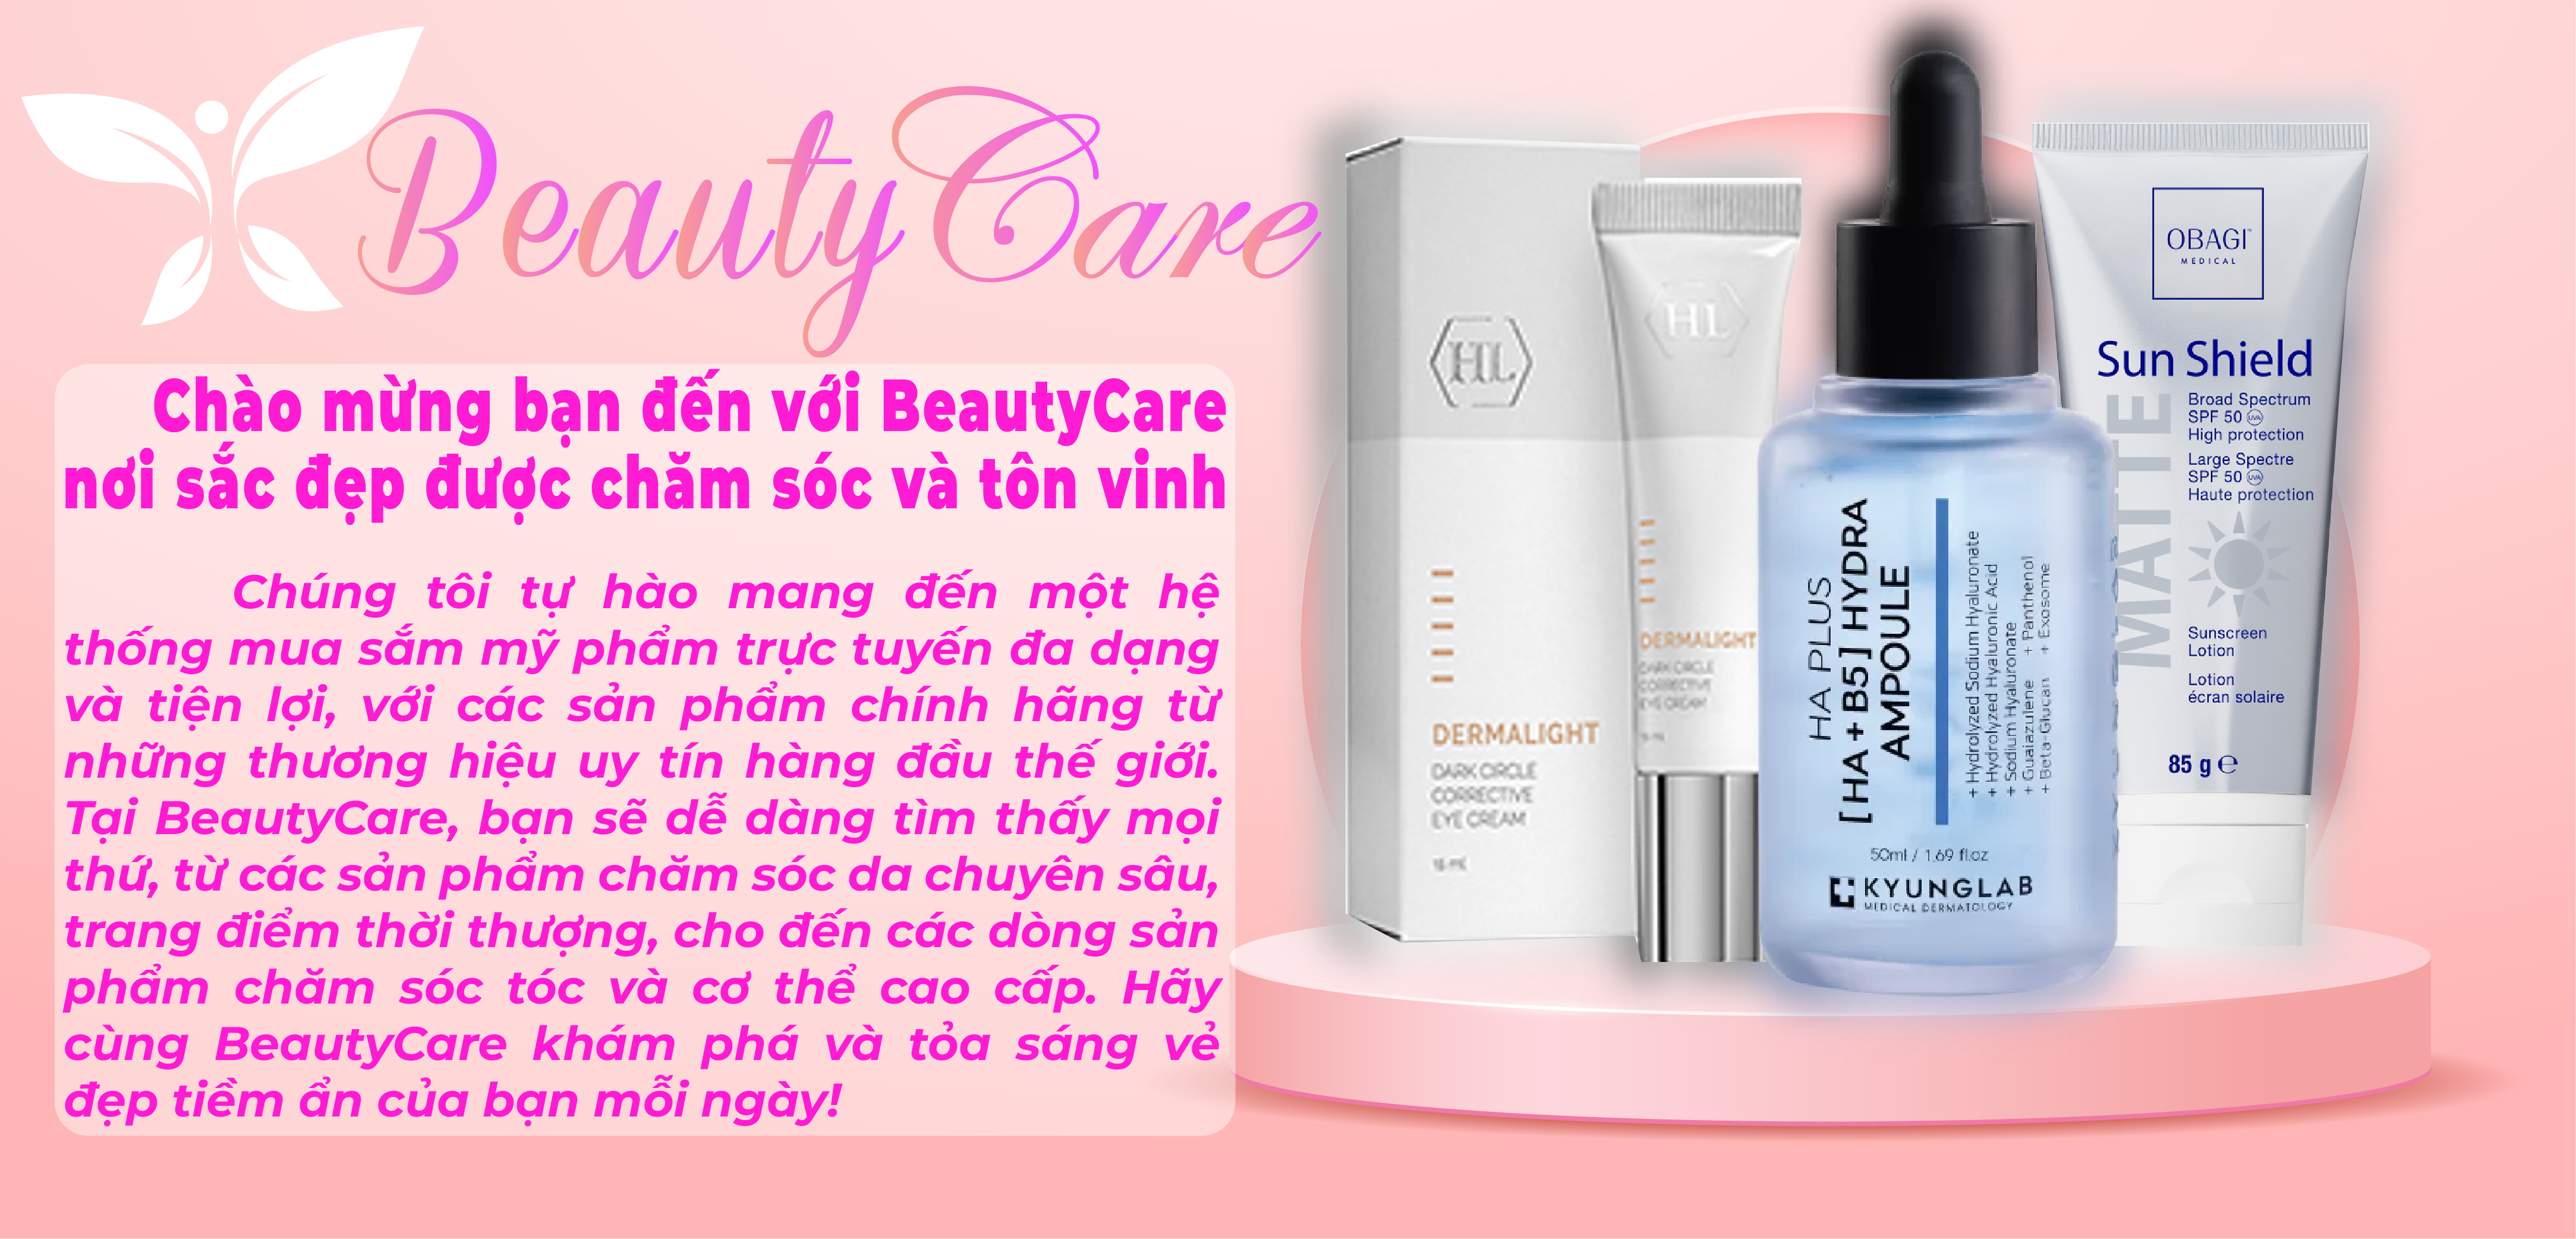 BeautyCare
Chào mừng bạn đến với BeautyCare
nơi sắc đẹp được chăm sóc và tôn vinh
Chúng tôi tự hào mang đến một hệ
thống mua sắm mỹ phẩm trực tuyến đa dạng
và tiện lợi, với các sản phẩm chính hãng từ
những thương hiệu uy tín hàng đầu thế giới.
Tại BeautyCare, bạn sẽ dễ dàng tìm thấy mọi
thứ, từ các sản phẩm chăm sóc da chuyên sâu,
trang điểm thời thượng, cho đến các dòng sản
phẩm chăm sóc tóc và cơ thể cao cấp. Hãy
cùng BeautyCare khám phá và tỏa sáng vẻ
đẹp tiềm ẩn của bạn mỗi ngày!
HL
DERMALIGHT
DARK CIRCLE
CORRECTIVE
EYE CREAM
HL
DERMALIGHT
DARK CIRCLE
CORRECTIVE
EYE CREAM
HA PLUS
[HA+B5] HYDRA
AMPOULE
+ Hydrolyzed Sodium Hyaluronate
+ Hydrolyzed Hyaluronic Acid
+ Sodium Hyaluronate
+ Guaiazulene + Panthenol
+ Beta-Glucan + Exosome
50ml / 1.69 fl.oz
KYUNGLAB
MEDICAL DERMATOLOGY
OBAGI
MEDICAL
Sun Shield
MATTE
Broad Spectrum
SPF 50 UVA
High protection
Large Spectre
SPF 50 UVA
Haute protection
Sunscreen
Lotion
Lotion
écran solaire
85 g ℮